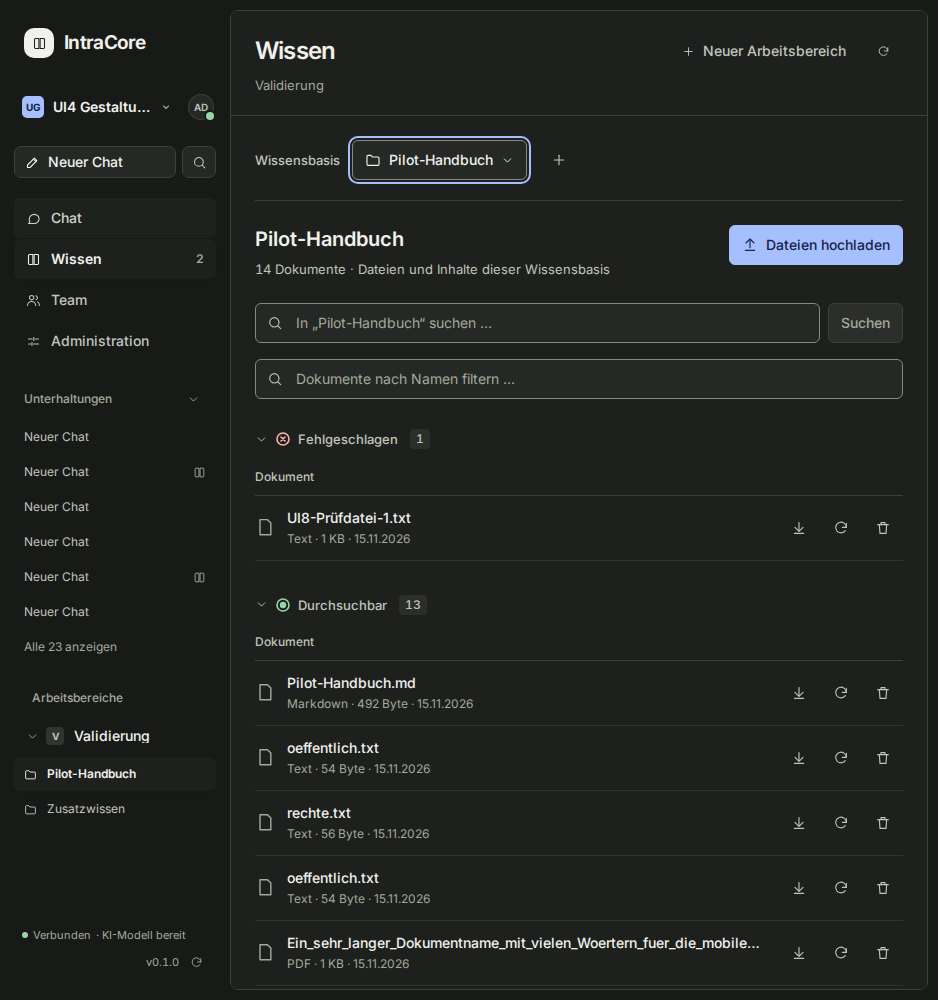 IntraCore
UG UI4 Gestaltu... AD
Neuer Chat
Chat
Wissen 2
Team
Administration
Unterhaltungen
Neuer Chat
Neuer Chat
Neuer Chat
Neuer Chat
Neuer Chat
Neuer Chat
Alle 23 anzeigen
Arbeitsbereiche
V Validierung
Pilot-Handbuch
Zusatzwissen
Verbunden · KI-Modell bereit
v0.1.0
Wissen
Neuer Arbeitsbereich
Validierung
Wissensbasis Pilot-Handbuch
Pilot-Handbuch
14 Dokumente · Dateien und Inhalte dieser Wissensbasis
Dateien hochladen
In „Pilot-Handbuch“ suchen ...
Suchen
Dokumente nach Namen filtern ...
Fehlgeschlagen 1
Dokument
UI8-Prüfdatei-1.txt
Text · 1 KB · 15.11.2026
Durchsuchbar 13
Dokument
Pilot-Handbuch.md
Markdown · 492 Byte · 15.11.2026
oeffentlich.txt
Text · 54 Byte · 15.11.2026
rechte.txt
Text · 56 Byte · 15.11.2026
oeffentlich.txt
Text · 54 Byte · 15.11.2026
Ein_sehr_langer_Dokumentname_mit_vielen_Woertern_fuer_die_mobile...
PDF · 1 KB · 15.11.2026